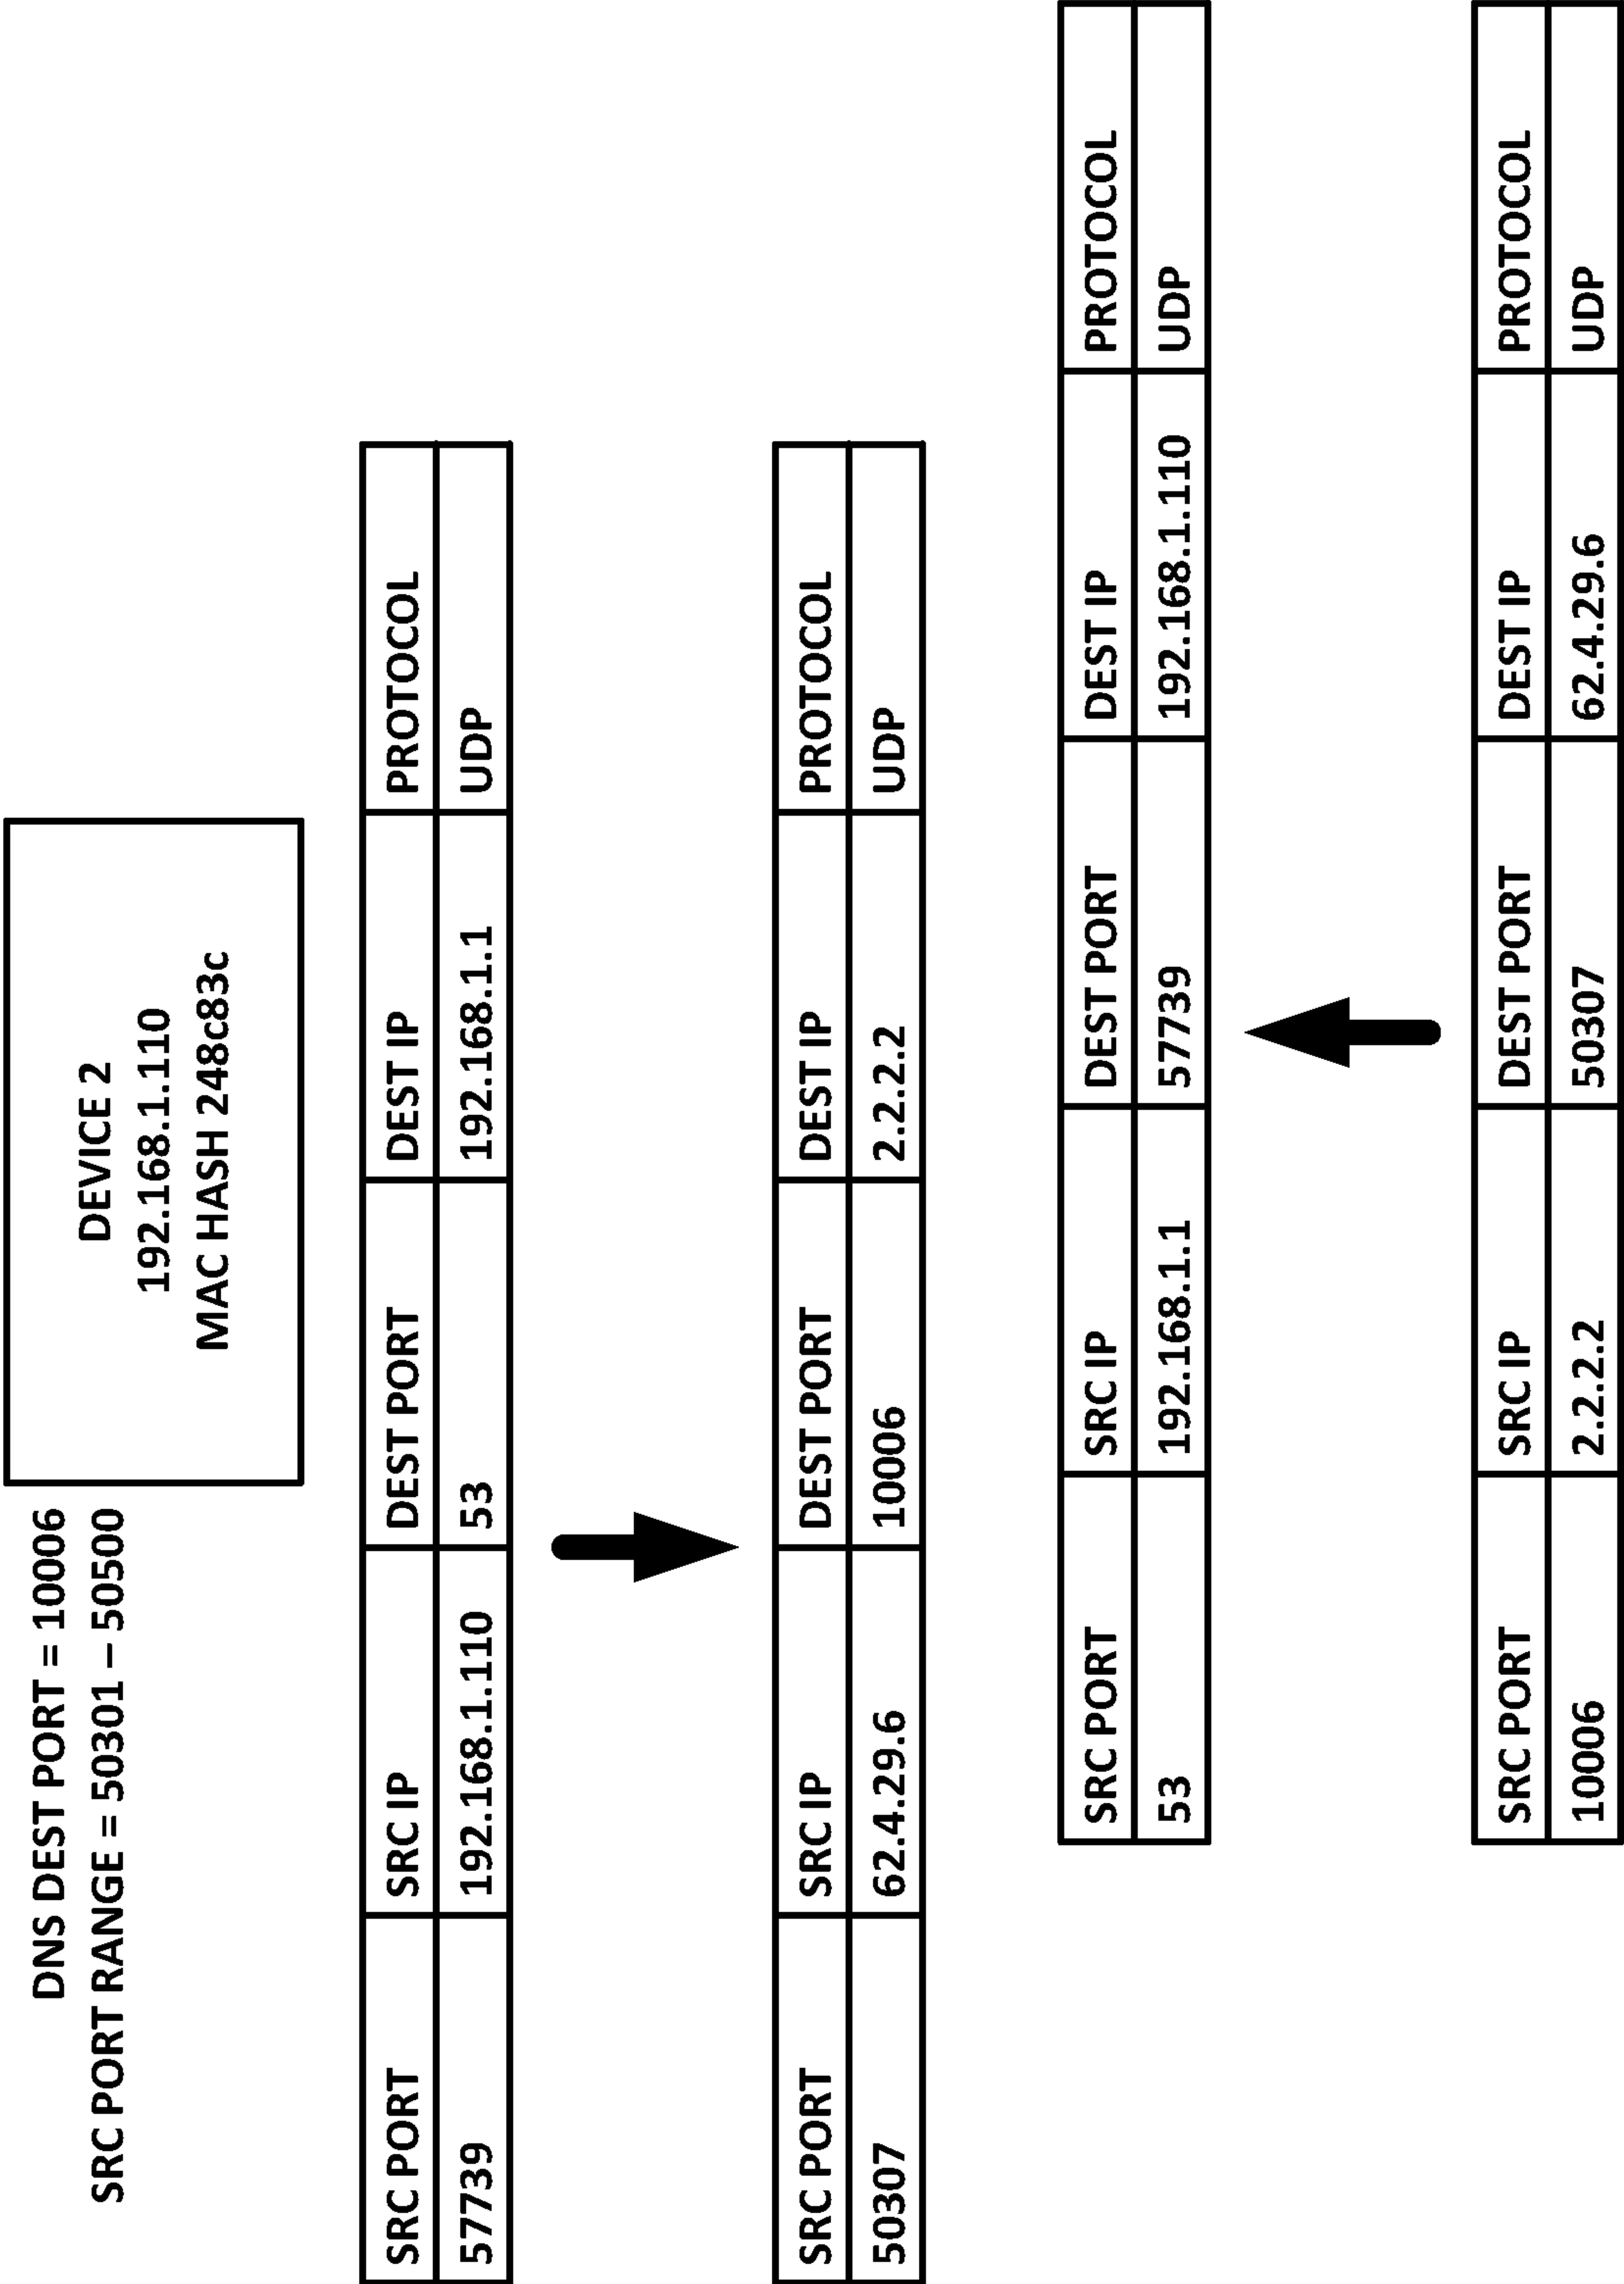 DNS DEST PORT = 10006
SRC PORT RANGE = 50301 – 50500
DEVICE 2
192.168.1.110
MAC HASH 248c83c
SRC PORT SRC IP DEST PORT DEST IP PROTOCOL
57739 192.168.1.110 53 192.168.1.1 UDP
SRC PORT SRC IP DEST PORT DEST IP PROTOCOL
50307 62.4.29.6 10006 2.2.2.2 UDP
SRC PORT SRC IP DEST PORT DEST IP PROTOCOL
53 192.168.1.1 57739 192.168.1.110 UDP
SRC PORT SRC IP DEST PORT DEST IP PROTOCOL
10006 2.2.2.2 50307 62.4.29.6 UDP